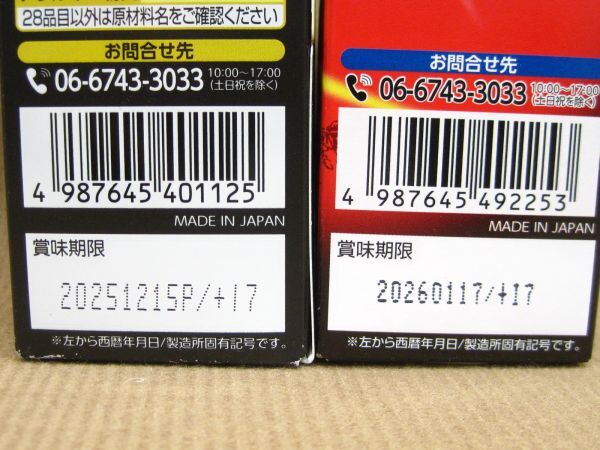 28品目以外は原材料名をご確認ください
お問合せ先
06-6743-3033 10:00〜17:00 (土日祝を除く)
4 987645 401125
MADE IN JAPAN
賞味期限
20251215P/+17
※左から西暦年月日/製造所固有記号です。
お問合せ先
06-6743-3033 10:00〜17:00 (土日祝を除く)
4 987645 492253
MADE IN JAPAN
賞味期限
20260117/+17
※左から西暦年月日/製造所固有記号です。